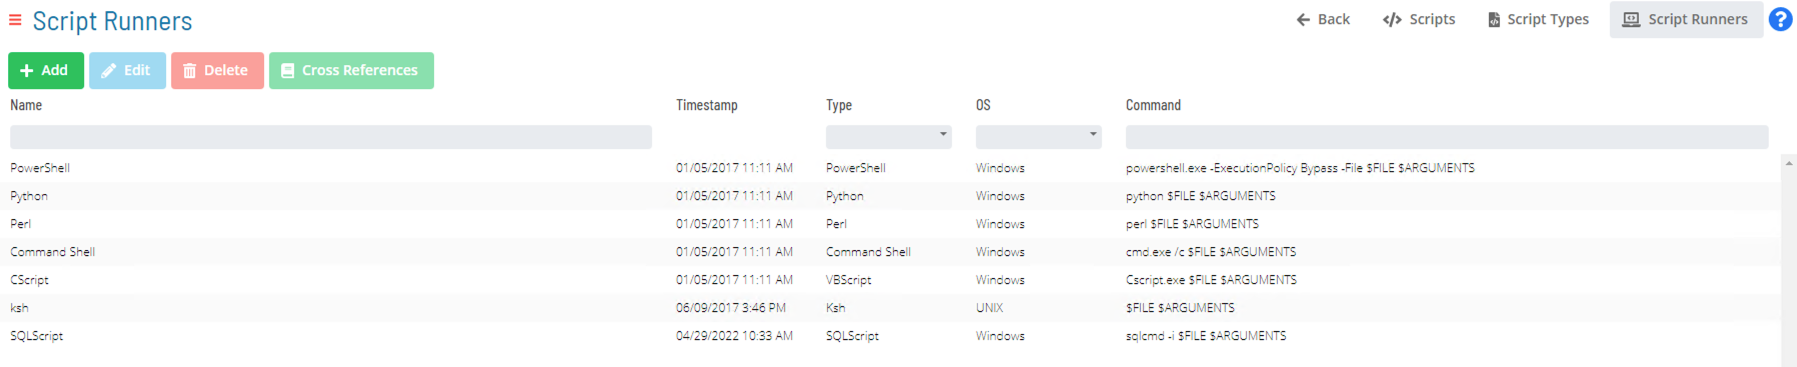 Script Runners
Back Scripts Script Types Script Runners ?
Add Edit Delete Cross References
Name Timestamp Type OS Command
PowerShell 01/05/2017 11:11 AM PowerShell Windows powershell.exe -ExecutionPolicy Bypass -File $FILE $ARGUMENTS
Python 01/05/2017 11:11 AM Python Windows python $FILE $ARGUMENTS
Perl 01/05/2017 11:11 AM Perl Windows perl $FILE $ARGUMENTS
Command Shell 01/05/2017 11:11 AM Command Shell Windows cmd.exe /c $FILE $ARGUMENTS
CScript 01/05/2017 11:11 AM VBScript Windows Cscript.exe $FILE $ARGUMENTS
ksh 06/09/2017 3:46 PM Ksh UNIX $FILE $ARGUMENTS
SQLScript 04/29/2022 10:33 AM SQLScript Windows sqlcmd -i $FILE $ARGUMENTS